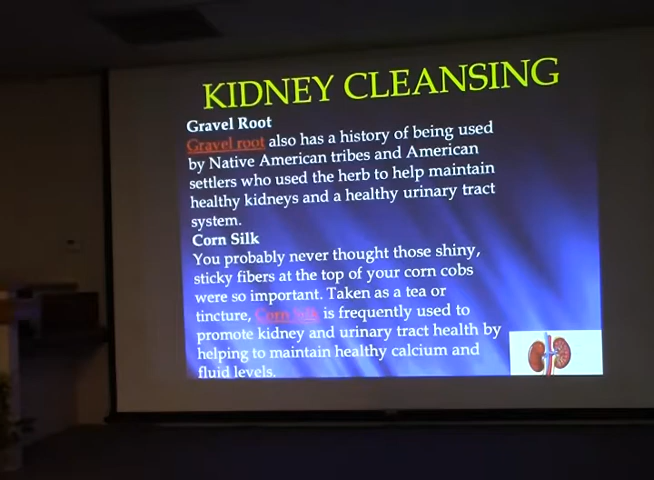 KIDNEY CLEANSING
Gravel Root
Gravel root also has a history of being used
by Native American tribes and American
settlers who used the herb to help maintain
healthy kidneys and a healthy urinary tract
system.
Corn Silk
You probably never thought those shiny,
sticky fibers at the top of your corn cobs
were so important. Taken as a tea or
tincture, Corn Silk is frequently used to
promote kidney and urinary tract health by
helping to maintain healthy calcium and
fluid levels.